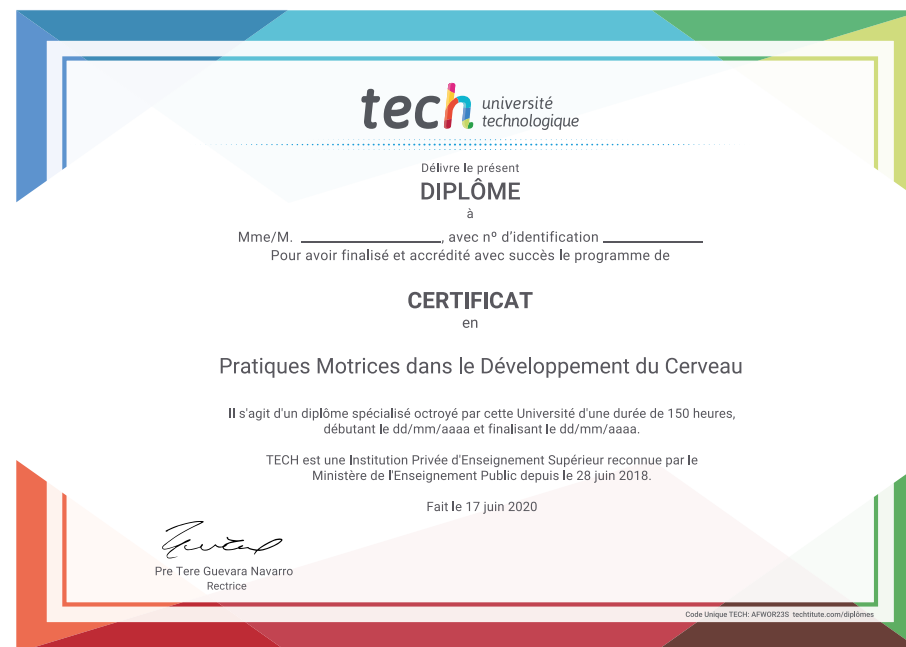 tech université
technologique
Délivre le présent
DIPLÔME
à
Mme/M. ____________________, avec nº d'identification ______________
Pour avoir finalisé et accrédité avec succès le programme de
CERTIFICAT
en
Pratiques Motrices dans le Développement du Cerveau
Il s'agit d'un diplôme spécialisé octroyé par cette Université d'une durée de 150 heures,
débutant le dd/mm/aaaa et finalisant le dd/mm/aaaa.
TECH est une Institution Privée d'Enseignement Supérieur reconnue par le
Ministère de l'Enseignement Public depuis le 28 juin 2018.
Fait le 17 juin 2020
Pre Tere Guevara Navarro
Rectrice
Code Unique TECH: AFWOR23S techtitute.com/diplômes